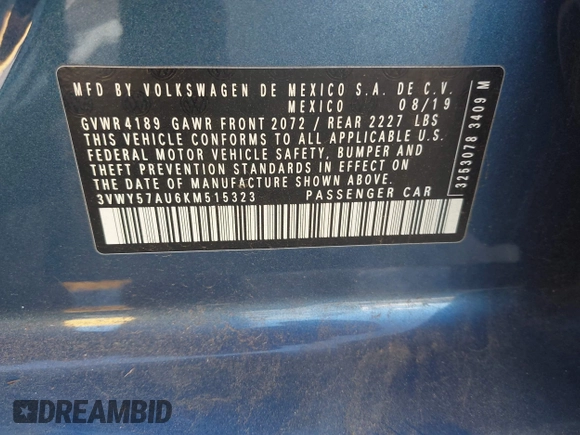 MFD BY VOLKSWAGEN DE MEXICO S.A. DE C.V.
MEXICO 08/19
GVWR4189 GAWR FRONT 2072 / REAR 2227 LBS
THIS VEHICLE CONFORMS TO ALL APPLICABLE U.S.
FEDERAL MOTOR VEHICLE SAFETY, BUMPER AND
THEFT PREVENTION STANDARDS IN EFFECT ON
THE DATE OF MANUFACTURE SHOWN ABOVE.
3VWY57AU6KM515323 PASSENGER CAR
3253078 3409 M
DREAMBID